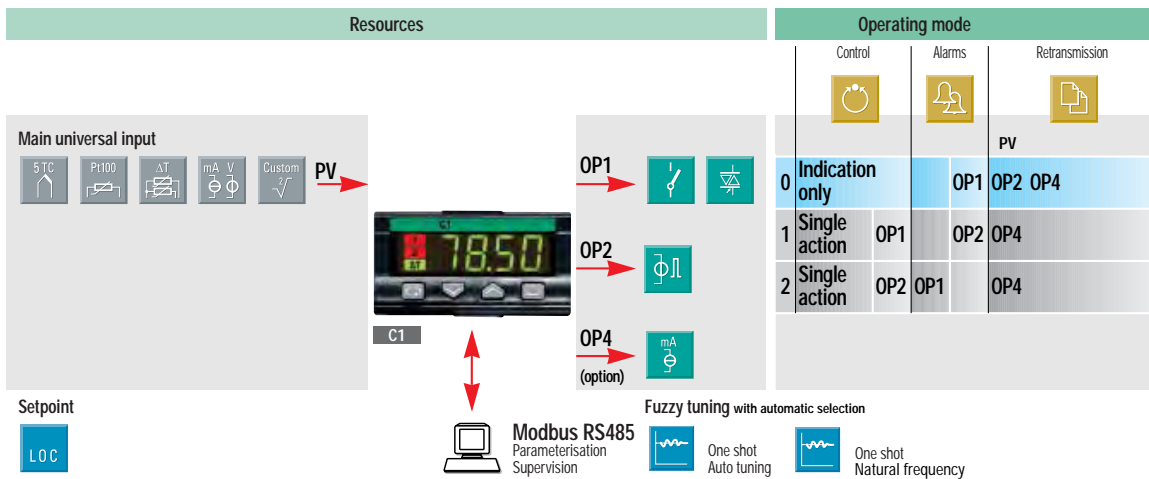 Resources
Operating mode
Control
Alarms
Retransmission
Main universal input
5 TC
Pt100
ΔT
mA V
Custom
2/
√
PV
OP1
OP2
OP4
(option)
mA
C1
78.50
C1
PV
0 Indication only OP1 OP2 OP4
1 Single action OP1 OP2 OP4
2 Single action OP2 OP1 OP4
Setpoint
LOC
Modbus RS485
Parameterisation
Supervision
Fuzzy tuning with automatic selection
One shot
Auto tuning
One shot
Natural frequency